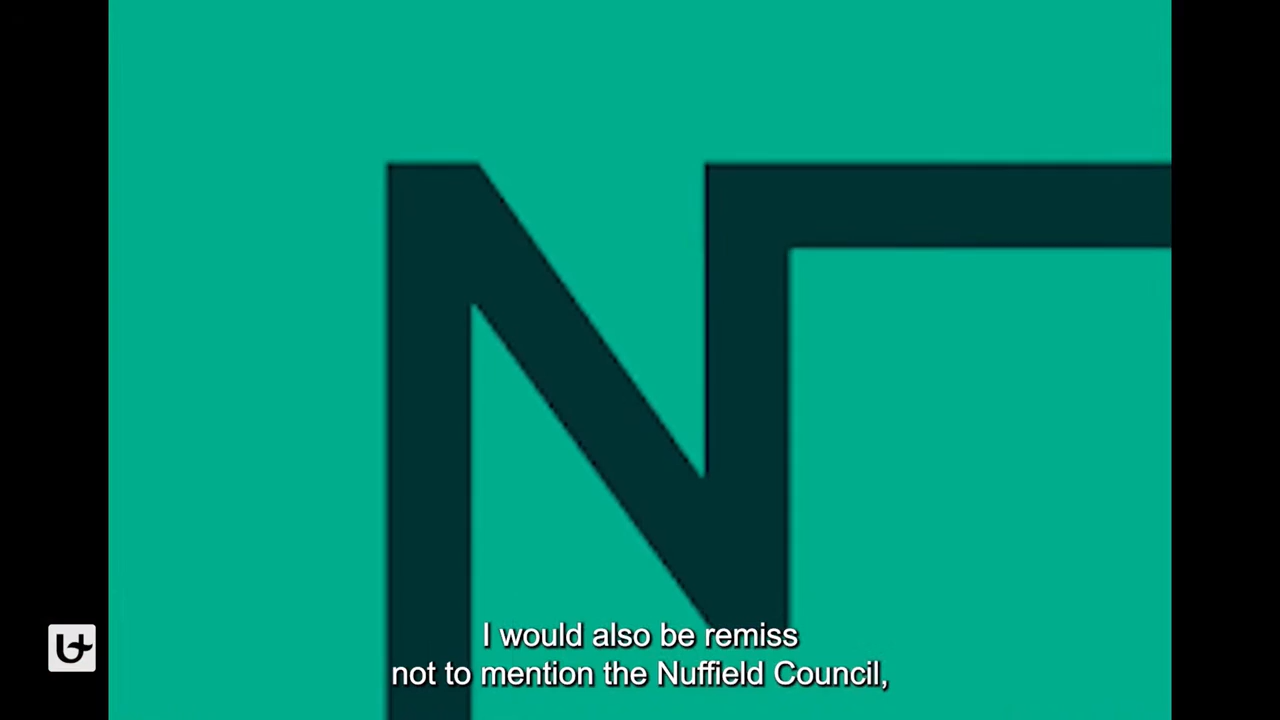 N
I would also be remiss
not to mention the Nuffield Council,